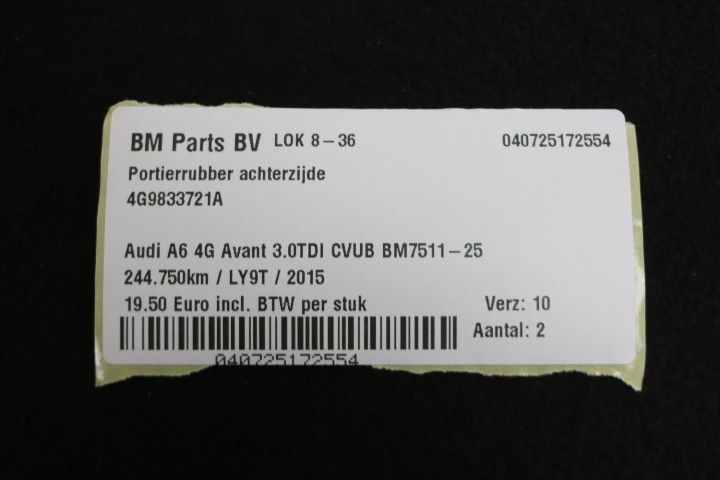 BM Parts BV LOK 8-36 040725172554
Portierrubber achterzijde
4G9833721A
Audi A6 4G Avant 3.0TDI CVUB BM7511-25
244.750km / LY9T / 2015
19.50 Euro incl. BTW per stuk Verz: 10
Aantal: 2
040725172554